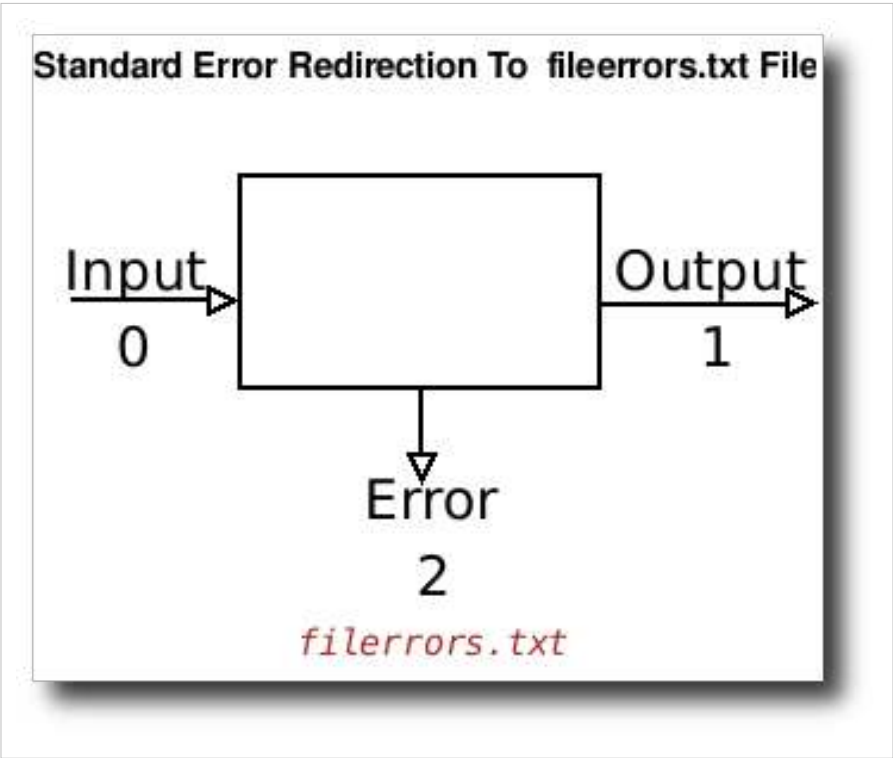 Standard Error Redirection To fileerrors.txt File
Input
Output
0
1
Error
2
filerrors.txt